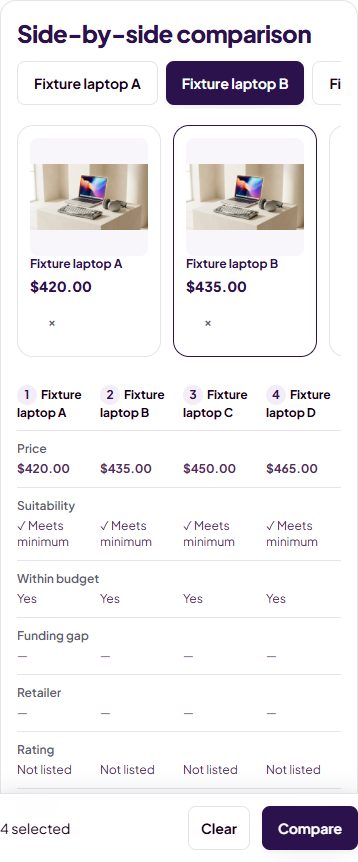 Side-by-side comparison
Fixture laptop A
Fixture laptop B
Fi
Fixture laptop A
$420.00
×
Fixture laptop B
$435.00
×
1 Fixture laptop A
2 Fixture laptop B
3 Fixture laptop C
4 Fixture laptop D
Price
$420.00 $435.00 $450.00 $465.00
Suitability
✓ Meets minimum
✓ Meets minimum
✓ Meets minimum
✓ Meets minimum
Within budget
Yes Yes Yes Yes
Funding gap
— — — —
Retailer
— — — —
Rating
Not listed Not listed Not listed Not listed
4 selected
Clear
Compare